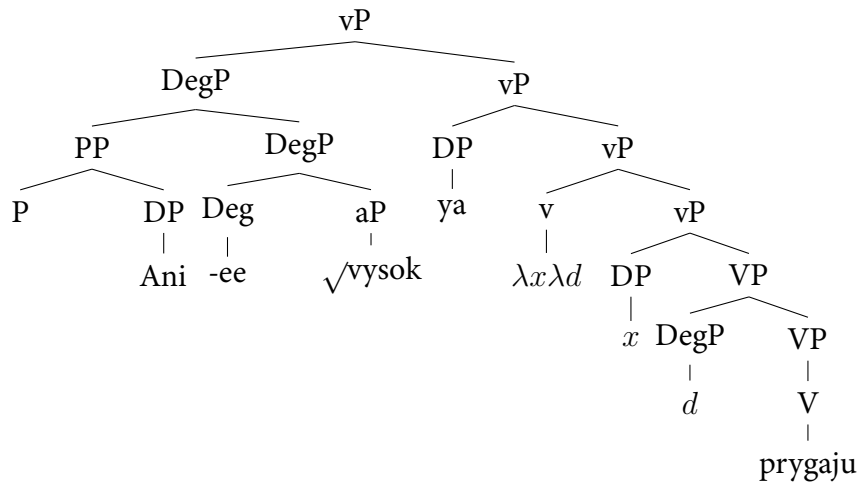 vP
DegP vP
PP DegP DP vP
P DP Deg aP ya v vP
Ani -ee √vysok λxλd DP VP
x DegP VP
d V
prygaju